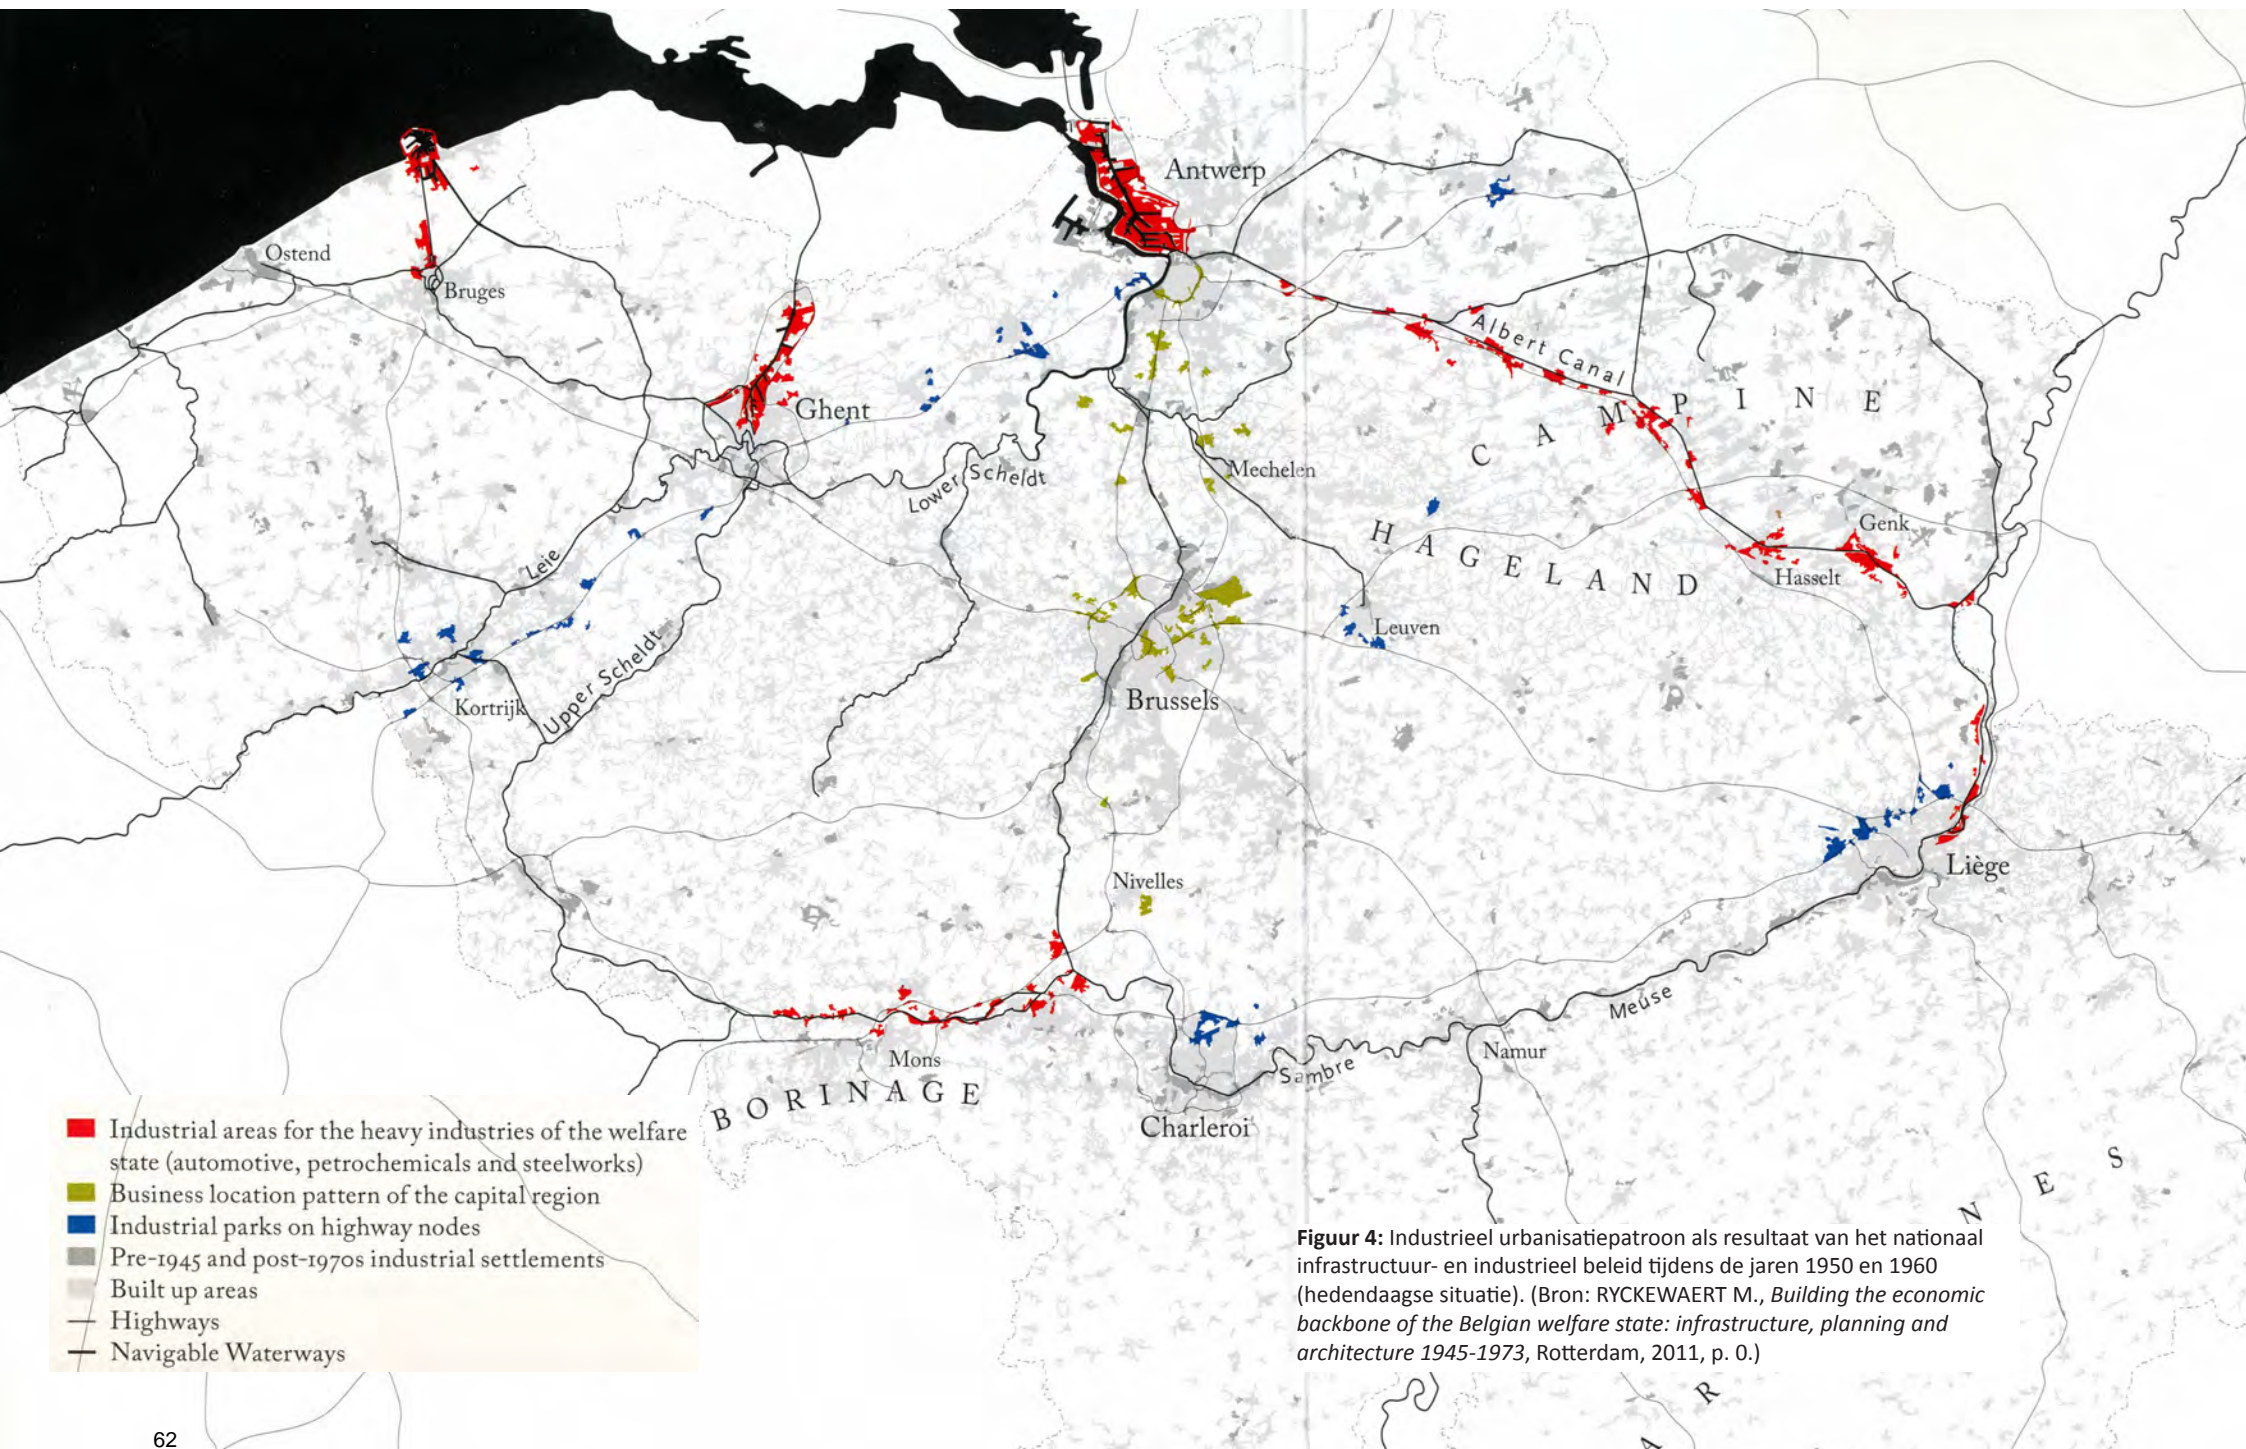 Antwerp
Ostend
Bruges
Albert Canal
Ghent
CAMPINE
Mechelen
Lower Scheldt
Genk
HAGELAND
Hasselt
Leie
Leuven
Upper Scheldt
Kortrijk
Brussels
Liège
Nivelles
Meuse
Namur
Mons
Sambre
BORINAGE
Charleroi
A R
N E S
Industrial areas for the heavy industries of the welfare
state (automotive, petrochemicals and steelworks)
Business location pattern of the capital region
Industrial parks on highway nodes
Pre-1945 and post-1970s industrial settlements
Built up areas
Highways
Navigable Waterways
Figuur 4: Industrieel urbanisatiepatroon als resultaat van het nationaal
infrastructuur- en industrieel beleid tijdens de jaren 1950 en 1960
(hedendaagse situatie). (Bron: RYCKEWAERT M., Building the economic
backbone of the Belgian welfare state: infrastructure, planning and
architecture 1945-1973, Rotterdam, 2011, p. 0.)
62